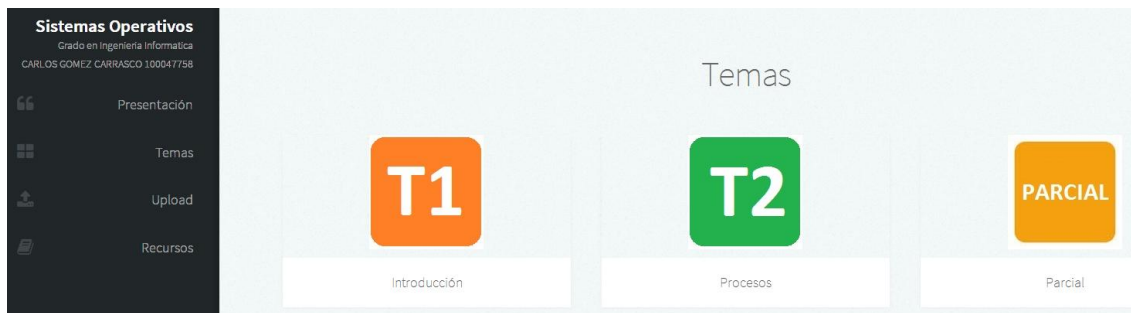 Sistemas Operativos
Grado en Ingeniería Informatica
CARLOS GOMEZ CARRASCO 100047758
Presentación
Temas
Upload
Recursos
Temas
T1
T2
PARCIAL
Introducción
Procesos
Parcial